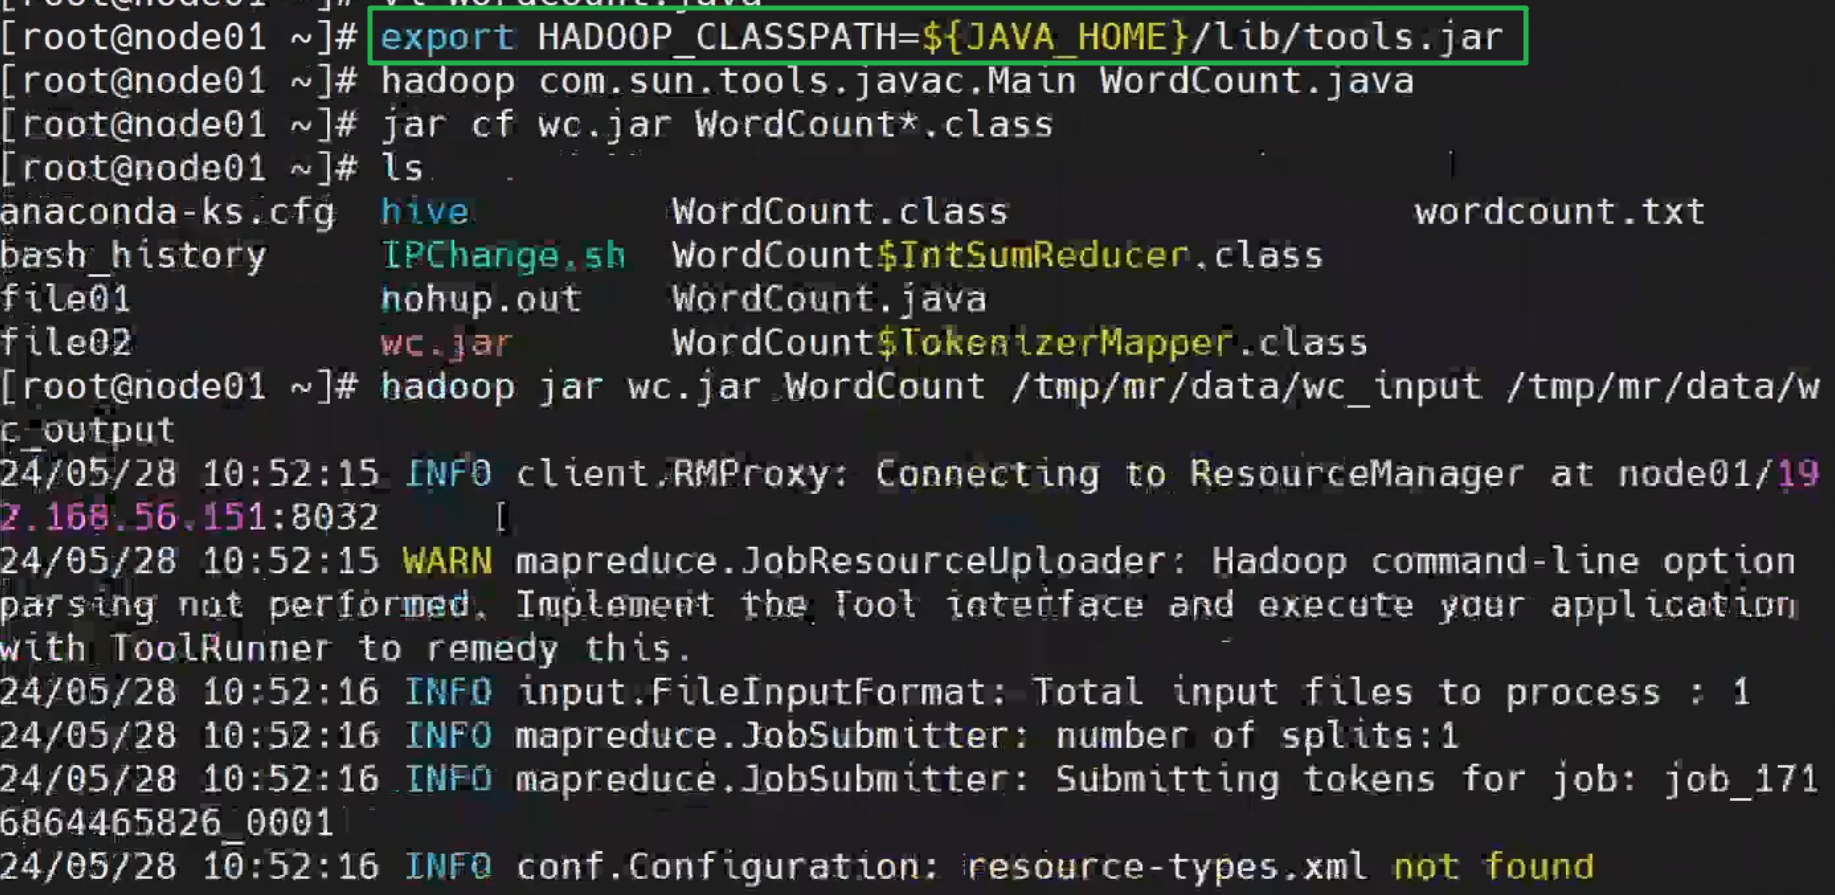 vi WordCount.java
[root@node01 ~]# export HADOOP_CLASSPATH=${JAVA_HOME}/lib/tools.jar
[root@node01 ~]# hadoop com.sun.tools.javac.Main WordCount.java
[root@node01 ~]# jar cf wc.jar WordCount*.class
[root@node01 ~]# ls
anaconda-ks.cfg hive WordCount.class wordcount.txt
bash_history IPChange.sh WordCount$IntSumReducer.class
file01 nohup.out WordCount.java
file02 wc.jar WordCount$TokenizerMapper.class
[root@node01 ~]# hadoop jar wc.jar WordCount /tmp/mr/data/wc_input /tmp/mr/data/w
c_output
24/05/28 10:52:15 INFO client.RMProxy: Connecting to ResourceManager at node01/19
2.168.56.151:8032
24/05/28 10:52:15 WARN mapreduce.JobResourceUploader: Hadoop command-line option
parsing not performed. Implement the Tool interface and execute your application
with ToolRunner to remedy this.
24/05/28 10:52:16 INFO input.FileInputFormat: Total input files to process : 1
24/05/28 10:52:16 INFO mapreduce.JobSubmitter: number of splits:1
24/05/28 10:52:16 INFO mapreduce.JobSubmitter: Submitting tokens for job: job_171
6864465826_0001
24/05/28 10:52:16 INFO conf.Configuration: resource-types.xml not found